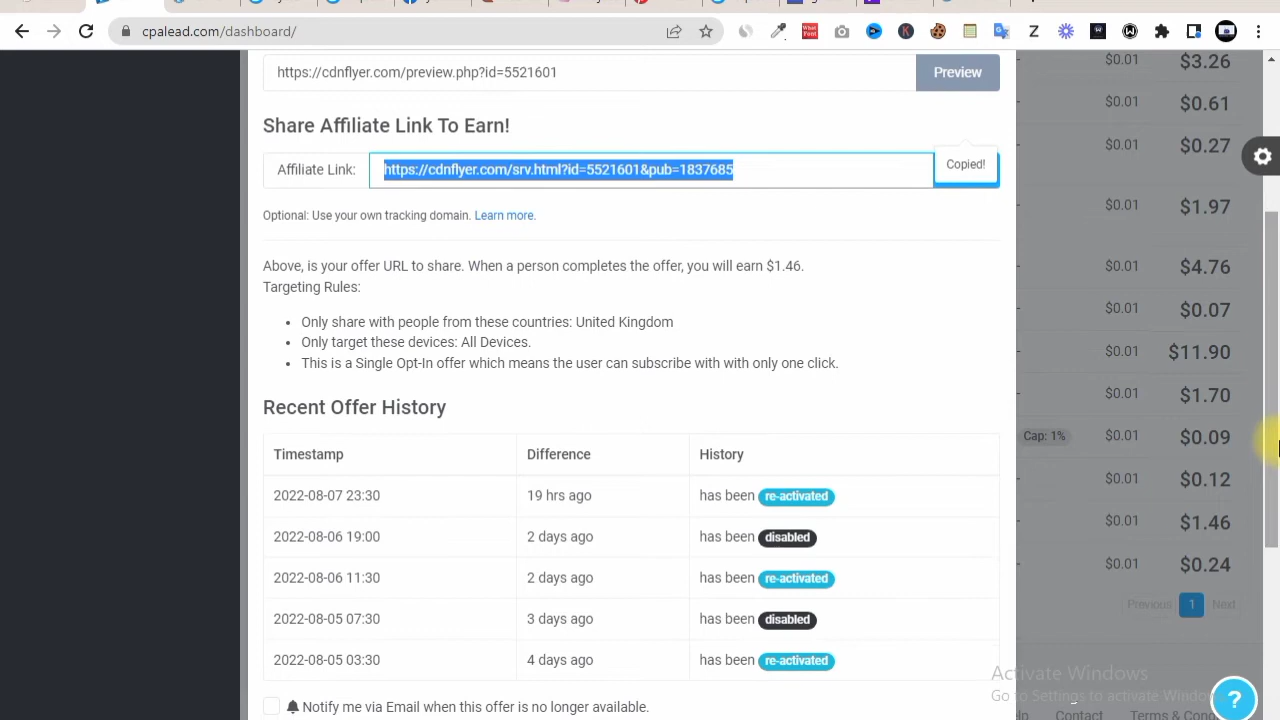 cpalead.com/dashboard/
https://cdnflyer.com/preview.php?id=5521601
Preview
Share Affiliate Link To Earn!
Affiliate Link:
https://cdnflyer.com/srv.html?id=5521601&pub=1837685
Copied!
Optional: Use your own tracking domain. Learn more.
Above, is your offer URL to share. When a person completes the offer, you will earn $1.46.
Targeting Rules:
Only share with people from these countries: United Kingdom
Only target these devices: All Devices.
This is a Single Opt-In offer which means the user can subscribe with with only one click.
Recent Offer History
Timestamp Difference History
2022-08-07 23:30 19 hrs ago has been re-activated
2022-08-06 19:00 2 days ago has been disabled
2022-08-06 11:30 2 days ago has been re-activated
2022-08-05 07:30 3 days ago has been disabled
2022-08-05 03:30 4 days ago has been re-activated
Notify me via Email when this offer is no longer available.
$0.01 $3.26
$0.01 $0.61
$0.01 $0.27
$0.01 $1.97
$0.01 $4.76
$0.01 $0.07
$0.01 $11.90
$0.01 $1.70
Cap: 1% $0.01 $0.09
$0.01 $0.12
$0.01 $1.46
$0.01 $0.24
Previous 1 Next
Activate Windows
Go to Settings to activate Windows
Contact
?